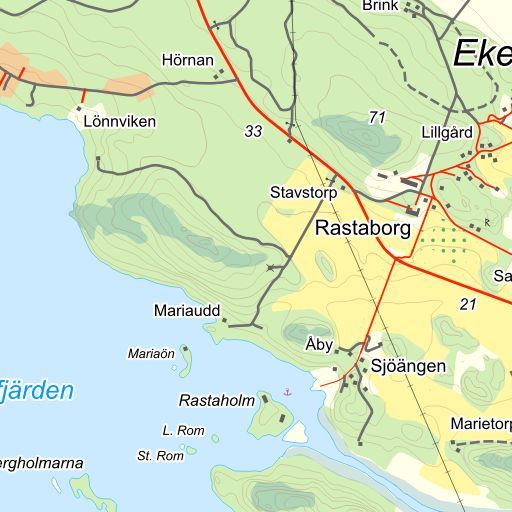 Brink
Eke
Hörnan
Lönnviken
33
71
Lillgård
Stavstorp
Rastaborg
R
Sa
21
Mariaudd
Mariaön
Åby
Sjöängen
fjärden
Rastaholm
L. Rom
St. Rom
Marietorp
ergholmarna